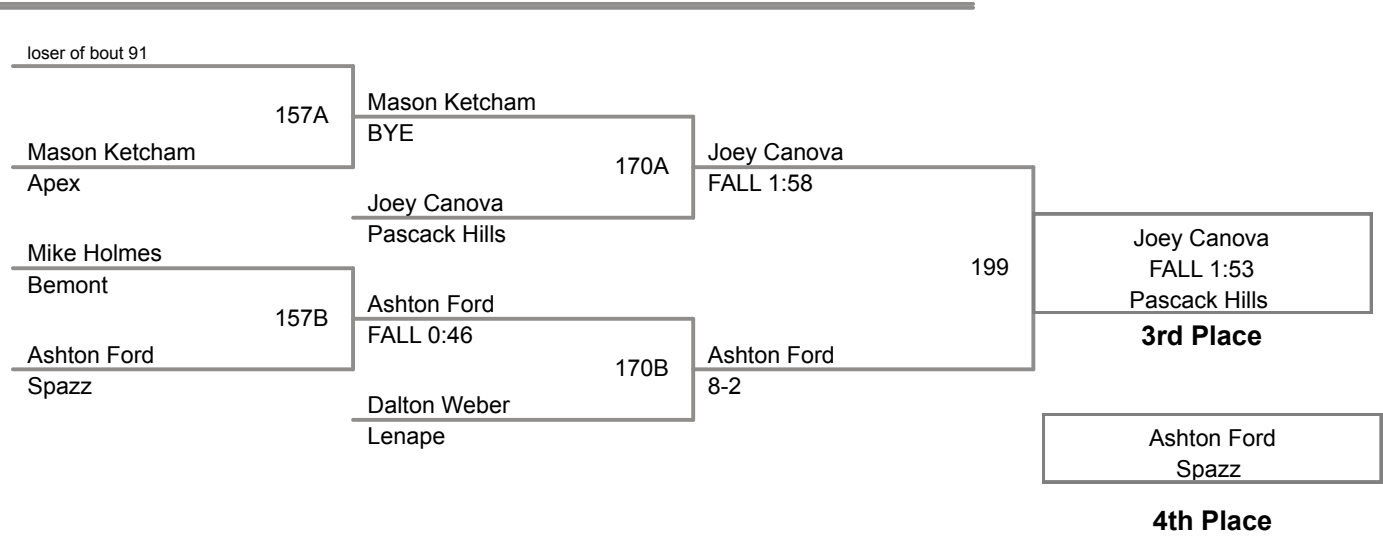 loser of bout 91
157A
Mason Ketcham
Apex
Mike Holmes
Bemont
157B
Ashton Ford
Spazz
Mason Ketcham
BYE
170A
Joey Canova
Pascack Hills
Ashton Ford
FALL 0:46
170B
Dalton Weber
Lenape
Joey Canova
FALL 1:58
199
Ashton Ford
8-2
Joey Canova
FALL 1:53
Pascack Hills
3rd Place
Ashton Ford
Spazz
4th Place